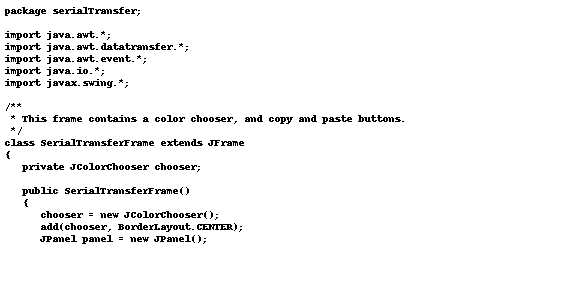 package serialTransfer;

import java.awt.*;
import java.awt.datatransfer.*;
import java.awt.event.*;
import java.io.*;
import javax.swing.*;

/**
 * This frame contains a color chooser, and copy and paste buttons.
 */
class SerialTransferFrame extends JFrame
{
   private JColorChooser chooser;

   public SerialTransferFrame()
   {
      chooser = new JColorChooser();
      add(chooser, BorderLayout.CENTER);
      JPanel panel = new JPanel();